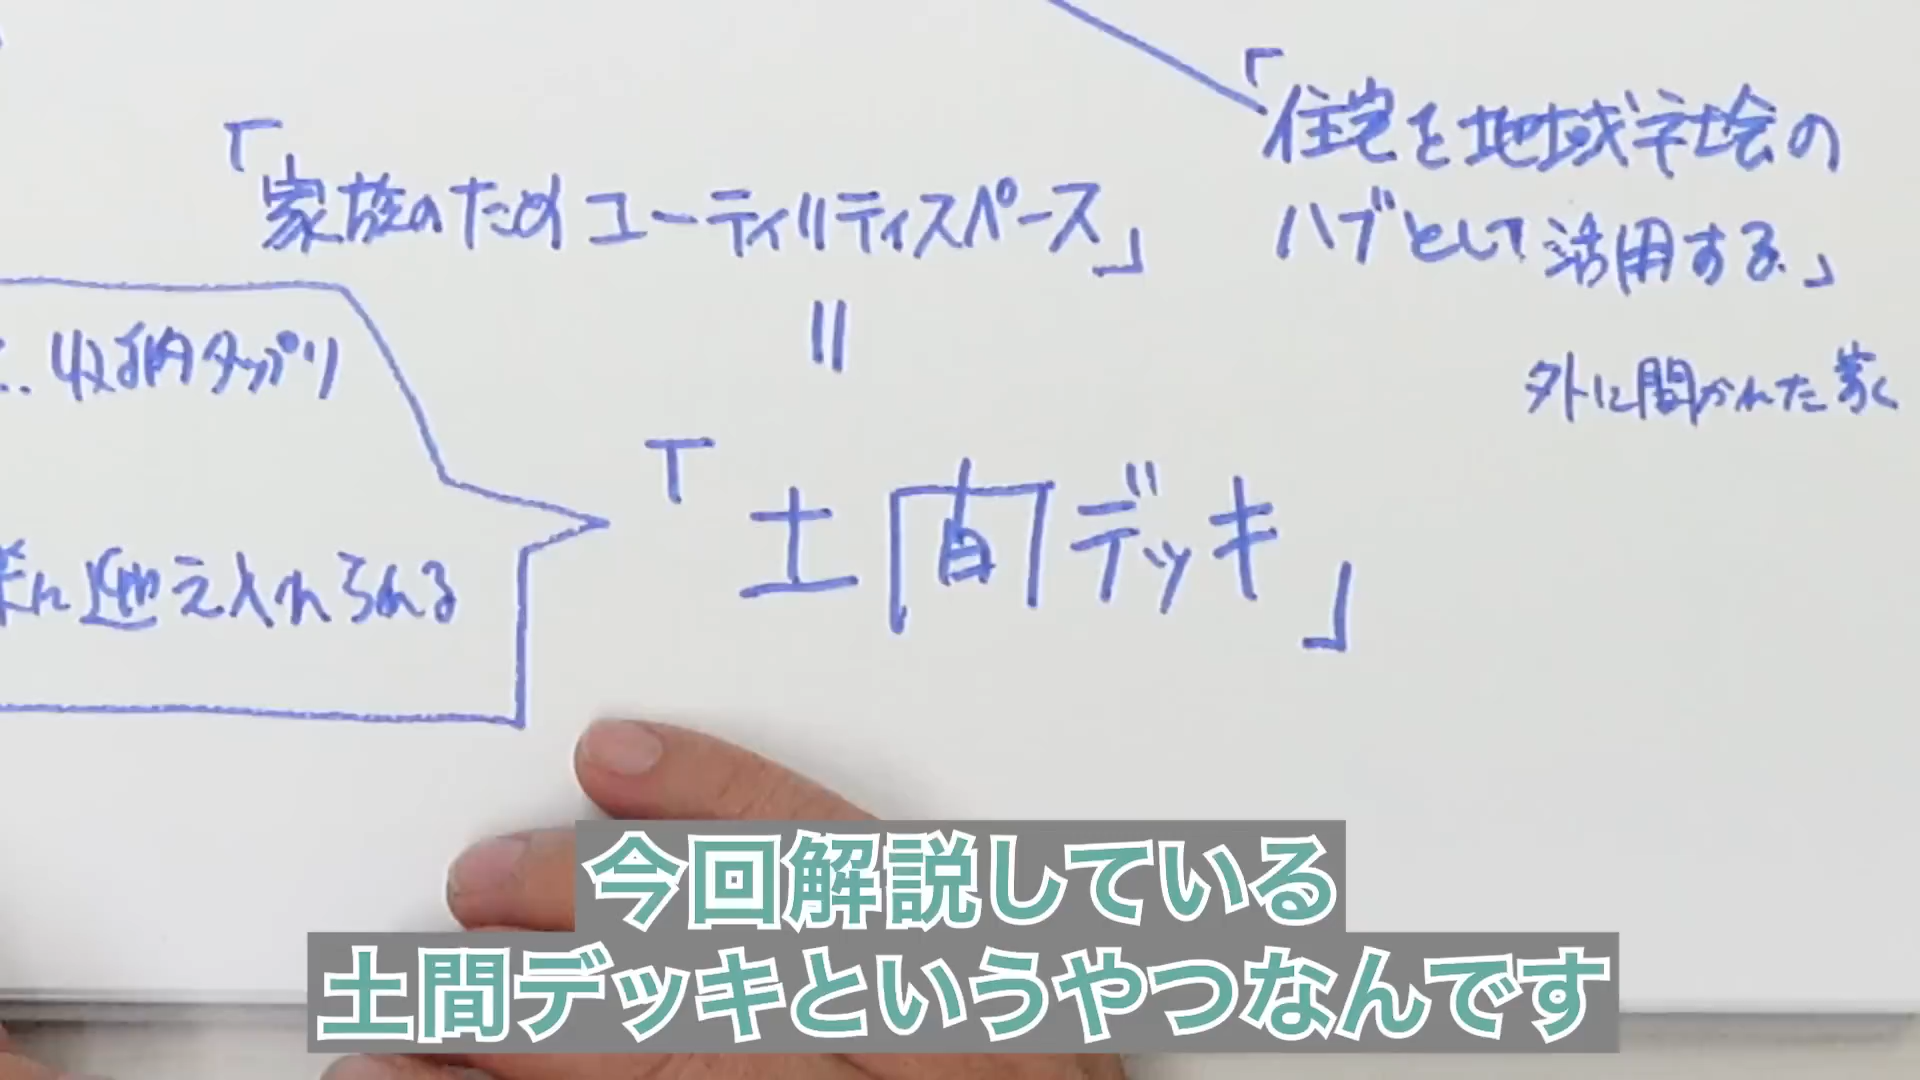 「家族のためユーティリティスペース」
||
「土間デッキ」
「住宅を地域社会の
ハブとして活用する。」
外に開かれた家
収納タップリ
に迎え入れられる
今回解説している
土間デッキというやつなんです